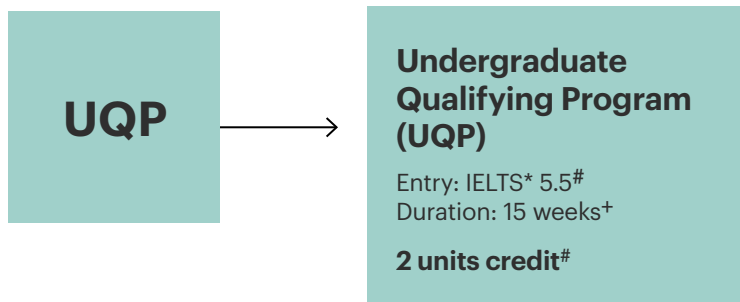 UQP
Undergraduate
Qualifying Program
(UQP)
Entry: IELTS* 5.5#
Duration: 15 weeks+
2 units credit#